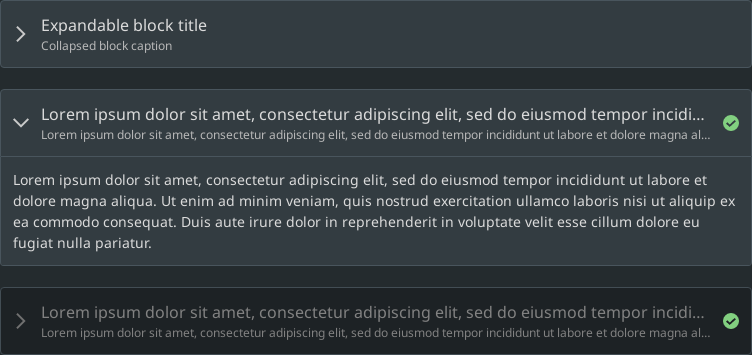 Expandable block title
Collapsed block caption
Lorem ipsum dolor sit amet, consectetur adipiscing elit, sed do eiusmod tempor incidi...
Lorem ipsum dolor sit amet, consectetur adipiscing elit, sed do eiusmod tempor incididunt ut labore et dolore magna al...
Lorem ipsum dolor sit amet, consectetur adipiscing elit, sed do eiusmod tempor incididunt ut labore et
dolore magna aliqua. Ut enim ad minim veniam, quis nostrud exercitation ullamco laboris nisi ut aliquip ex
ea commodo consequat. Duis aute irure dolor in reprehenderit in voluptate velit esse cillum dolore eu
fugiat nulla pariatur.
Lorem ipsum dolor sit amet, consectetur adipiscing elit, sed do eiusmod tempor incidi...
Lorem ipsum dolor sit amet, consectetur adipiscing elit, sed do eiusmod tempor incididunt ut labore et dolore magna al...